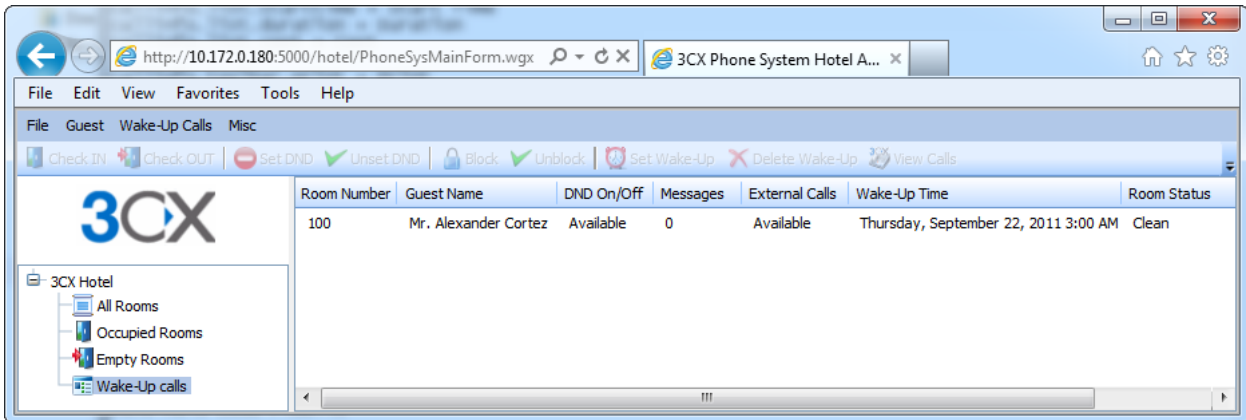 http://10.172.0.180:5000/hotel/PhoneSysMainForm.wgx
3CX Phone System Hotel A...
File Edit View Favorites Tools Help
File Guest Wake-Up Calls Misc
Check IN Check OUT Set DND Unset DND Block Unblock Set Wake-Up Delete Wake-Up View Calls
3CX
Room Number Guest Name DND On/Off Messages External Calls Wake-Up Time Room Status
100 Mr. Alexander Cortez Available 0 Available Thursday, September 22, 2011 3:00 AM Clean
3CX Hotel
All Rooms
Occupied Rooms
Empty Rooms
Wake-Up calls